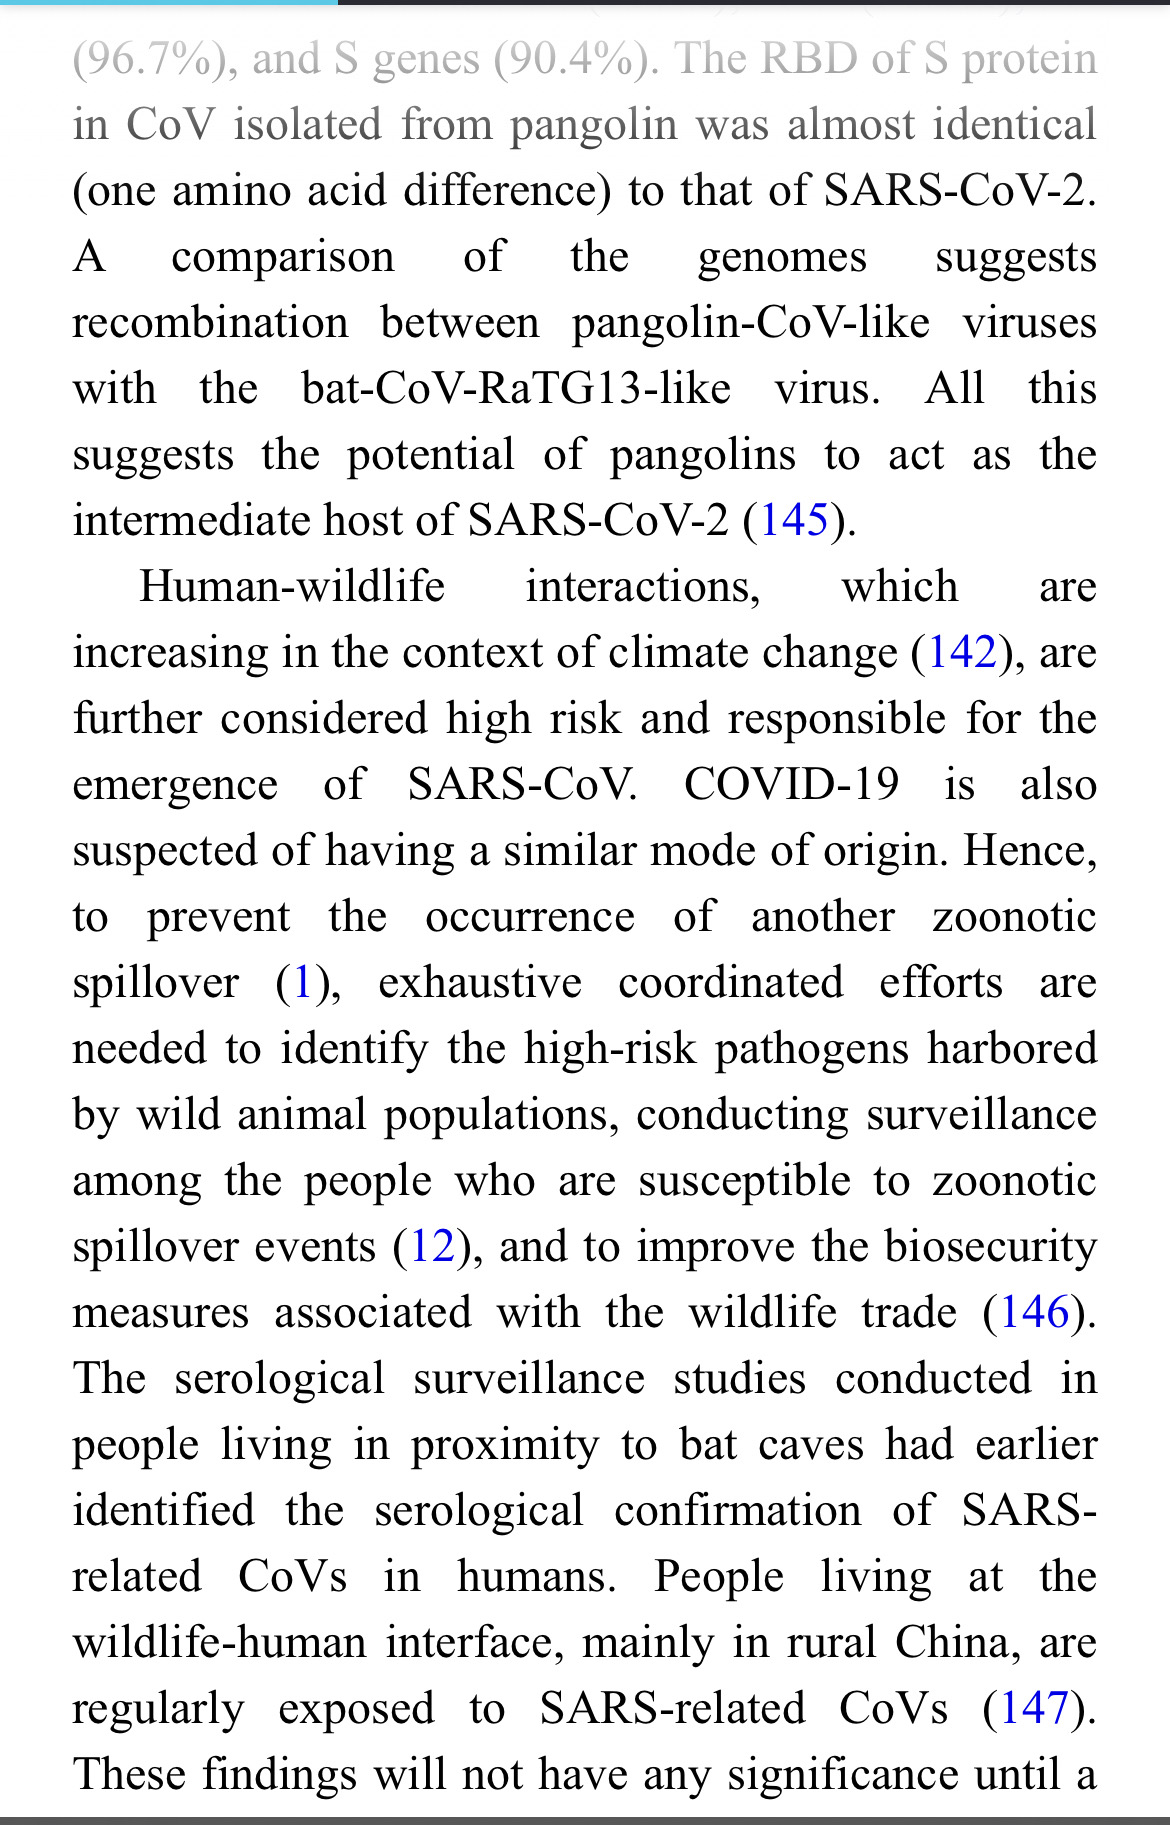 (96.7%), and S genes (90.4%). The RBD of S protein
in CoV isolated from pangolin was almost identical
(one amino acid difference) to that of SARS-CoV-2.
A comparison of the genomes suggests
recombination between pangolin-CoV-like viruses
with the bat-CoV-RaTG13-like virus. All this
suggests the potential of pangolins to act as the
intermediate host of SARS-CoV-2 (145).
Human-wildlife interactions, which are
increasing in the context of climate change (142), are
further considered high risk and responsible for the
emergence of SARS-CoV. COVID-19 is also
suspected of having a similar mode of origin. Hence,
to prevent the occurrence of another zoonotic
spillover (1), exhaustive coordinated efforts are
needed to identify the high-risk pathogens harbored
by wild animal populations, conducting surveillance
among the people who are susceptible to zoonotic
spillover events (12), and to improve the biosecurity
measures associated with the wildlife trade (146).
The serological surveillance studies conducted in
people living in proximity to bat caves had earlier
identified the serological confirmation of SARS-
related CoVs in humans. People living at the
wildlife-human interface, mainly in rural China, are
regularly exposed to SARS-related CoVs (147).
These findings will not have any significance until a